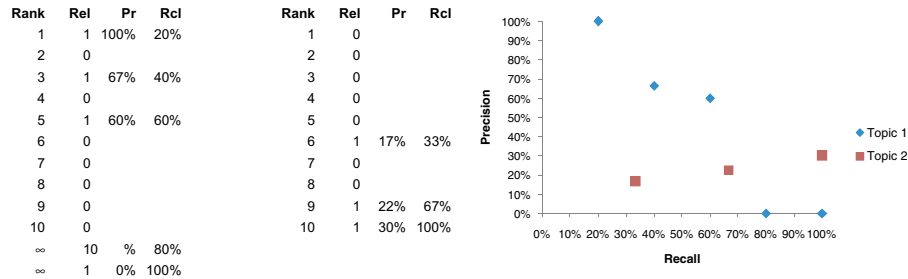 Rank Rel Pr Rcl
1 1 100% 20%
2 0
3 1 67% 40%
4 0
5 1 60% 60%
6 0
7 0
8 0
9 0
10 0
∞ 10 % 80%
∞ 1 0% 100%
Rank Rel Pr Rcl
1 0
2 0
3 0
4 0
5 0
6 1 17% 33%
7 0
8 0
9 1 22% 67%
10 1 30% 100%
100%
90%
80%
70%
60%
50%
40%
30%
20%
10%
0%
Precision
0% 10% 20% 30% 40% 50% 60% 70% 80% 90% 100%
Recall
Topic 1
Topic 2